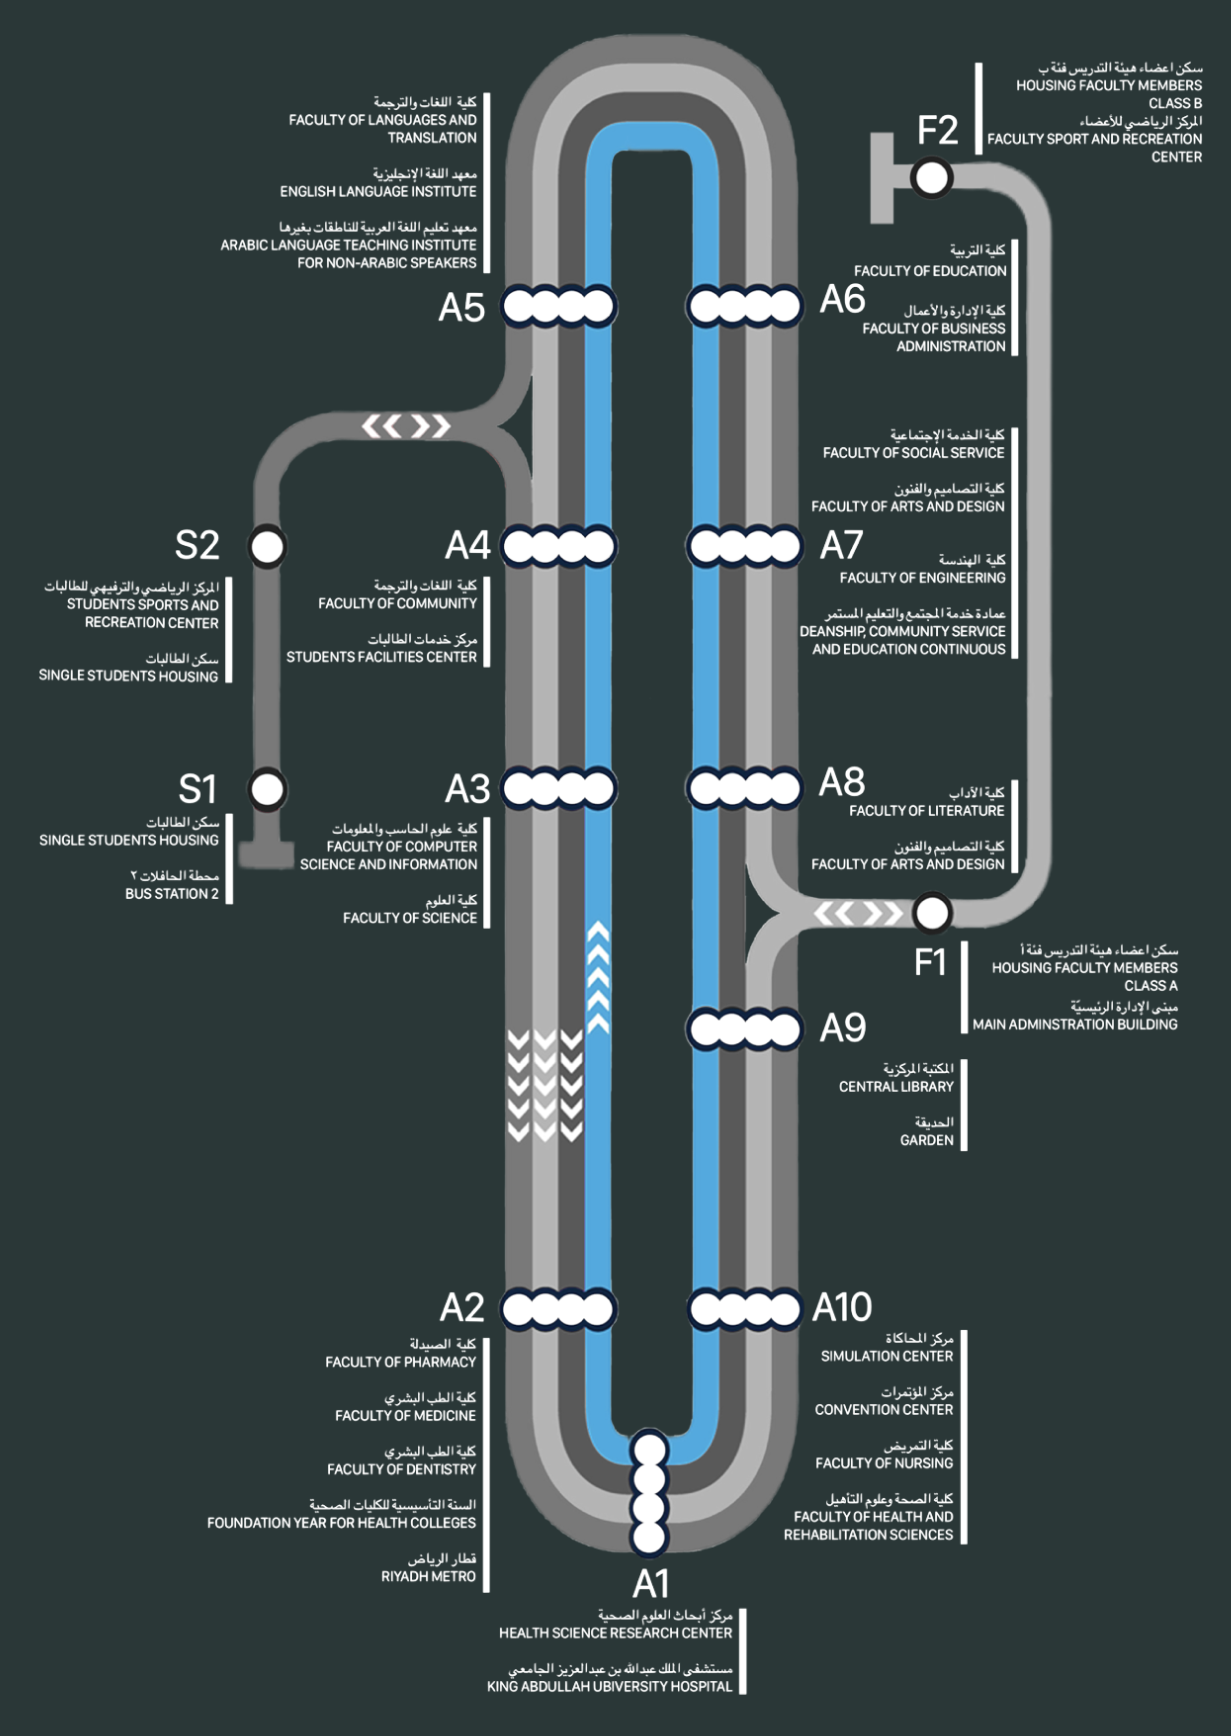 كلية اللغات والترجمة
FACULTY OF LANGUAGES AND
TRANSLATION
معهد اللغة الإنجليزية
ENGLISH LANGUAGE INSTITUTE
معهد تعليم اللغة العربية للناطقات بغيرها
ARABIC LANGUAGE TEACHING INSTITUTE
FOR NON-ARABIC SPEAKERS
A5
F2
سكن اعضاء هيئة التدريس فئة ب
HOUSING FACULTY MEMBERS
CLASS B
المركز الرياضي للأعضاء
FACULTY SPORT AND RECREATION
CENTER
كلية التربية
FACULTY OF EDUCATION
كلية الإدارة والأعمال
FACULTY OF BUSINESS
ADMINISTRATION
A6
كلية الخدمة الإجتماعية
FACULTY OF SOCIAL SERVICE
كلية التصاميم والفنون
FACULTY OF ARTS AND DESIGN
كلية الهندسة
FACULTY OF ENGINEERING
عمادة خدمة المجتمع والتعليم المستمر
DEANSHIP, COMMUNITY SERVICE
AND EDUCATION CONTINUOUS
A7
S2
المركز الرياضي والترفيهي للطالبات
STUDENTS SPORTS AND
RECREATION CENTER
سكن الطالبات
SINGLE STUDENTS HOUSING
A4
كلية اللغات والترجمة
FACULTY OF COMMUNITY
مركز خدمات الطالبات
STUDENTS FACILITIES CENTER
S1
سكن الطالبات
SINGLE STUDENTS HOUSING
محطة الحافلات ٢
BUS STATION 2
A3
كلية علوم الحاسب والمعلومات
FACULTY OF COMPUTER
SCIENCE AND INFORMATION
كلية العلوم
FACULTY OF SCIENCE
A8
كلية الآداب
FACULTY OF LITERATURE
كلية التصاميم والفنون
FACULTY OF ARTS AND DESIGN
F1
سكن اعضاء هيئة التدريس فئة أ
HOUSING FACULTY MEMBERS
CLASS A
مبنى الإدارة الرئيسيّة
MAIN ADMINSTRATION BUILDING
A9
المكتبة المركزية
CENTRAL LIBRARY
الحديقة
GARDEN
A2
كلية الصيدلة
FACULTY OF PHARMACY
كلية الطب البشري
FACULTY OF MEDICINE
كلية الطب البشري
FACULTY OF DENTISTRY
السنة التأسيسية للكليات الصحية
FOUNDATION YEAR FOR HEALTH COLLEGES
قطار الرياض
RIYADH METRO
A10
مركز المحاكاة
SIMULATION CENTER
مركز المؤتمرات
CONVENTION CENTER
كلية التمريض
FACULTY OF NURSING
كلية الصحة وعلوم التأهيل
FACULTY OF HEALTH AND
REHABILITATION SCIENCES
A1
مركز أبحاث العلوم الصحية
HEALTH SCIENCE RESEARCH CENTER
مستشفى الملك عبدالله بن عبدالعزيز الجامعي
KING ABDULLAH UBIVERSITY HOSPITAL